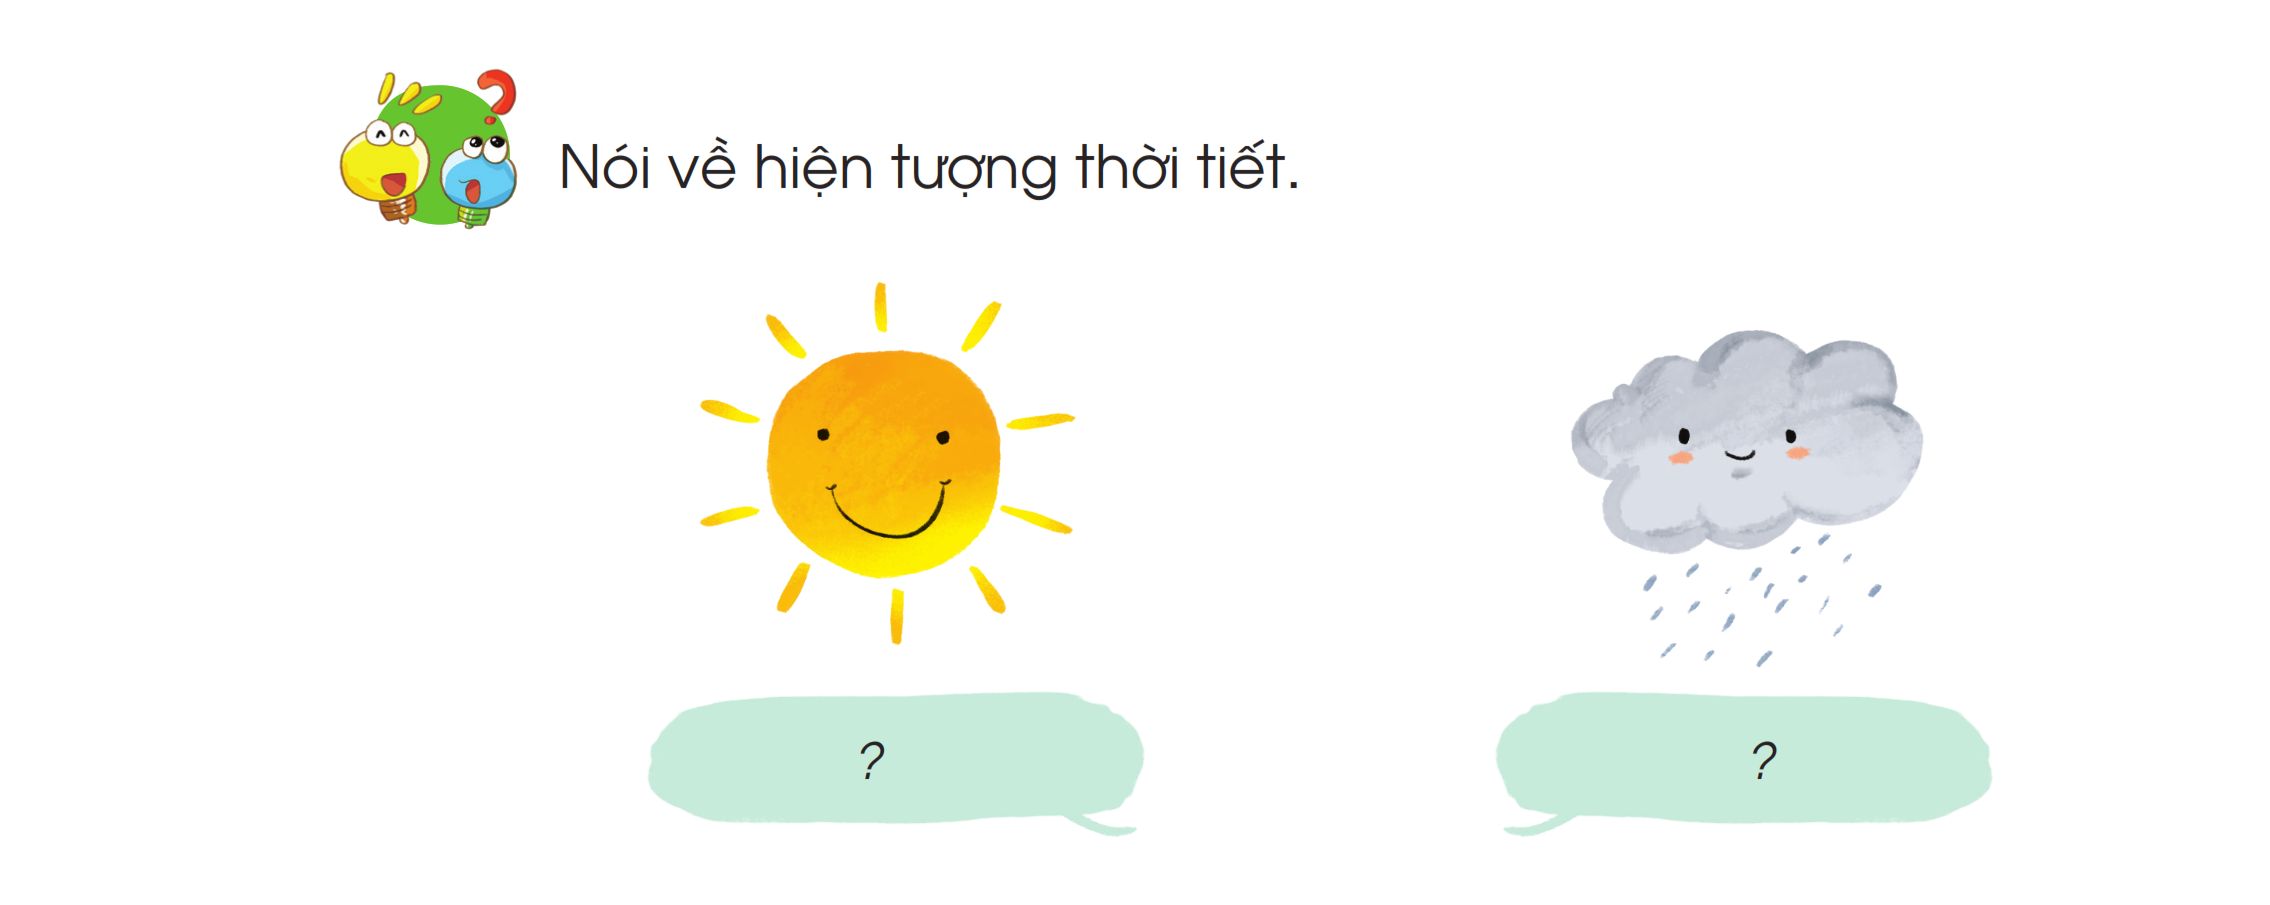 Nói về hiện tượng thời tiết.
? ?